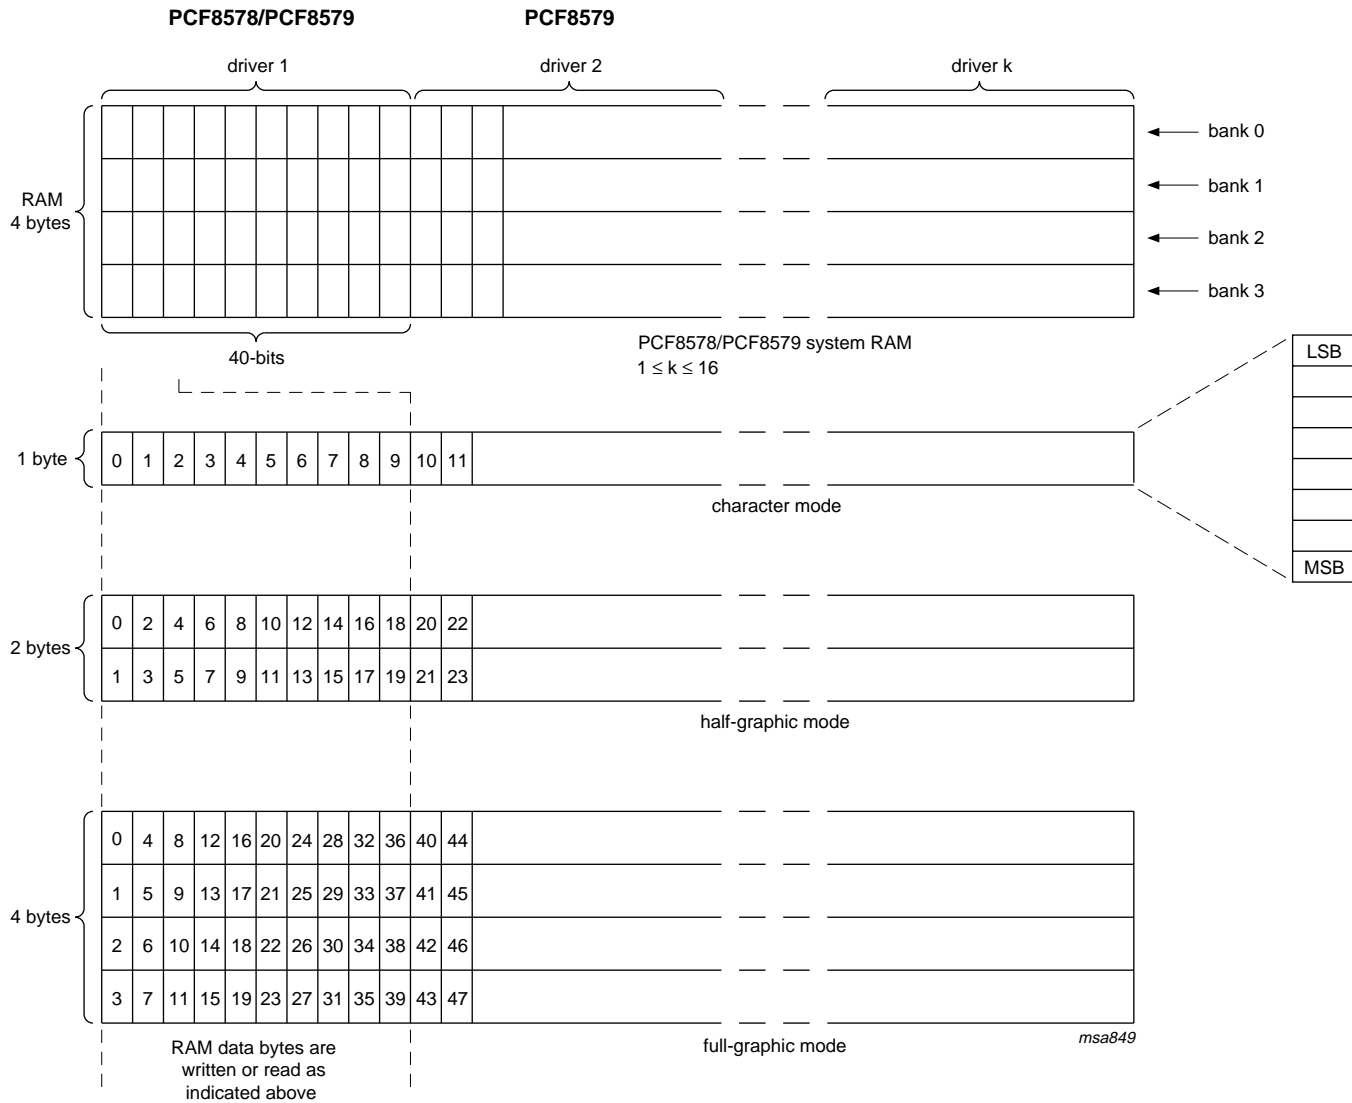 PCF8578/PCF8579 PCF8579
driver 1 driver 2 driver k
bank 0
bank 1
RAM
4 bytes
bank 2
bank 3
40-bits
PCF8578/PCF8579 system RAM
1 ≤ k ≤ 16
LSB
1 byte 0 1 2 3 4 5 6 7 8 9 10 11
character mode
MSB
0 2 4 6 8 10 12 14 16 18 20 22
2 bytes
1 3 5 7 9 11 13 15 17 19 21 23
half-graphic mode
0 4 8 12 16 20 24 28 32 36 40 44
1 5 9 13 17 21 25 29 33 37 41 45
4 bytes
2 6 10 14 18 22 26 30 34 38 42 46
3 7 11 15 19 23 27 31 35 39 43 47
full-graphic mode
msa849
RAM data bytes are
written or read as
indicated above